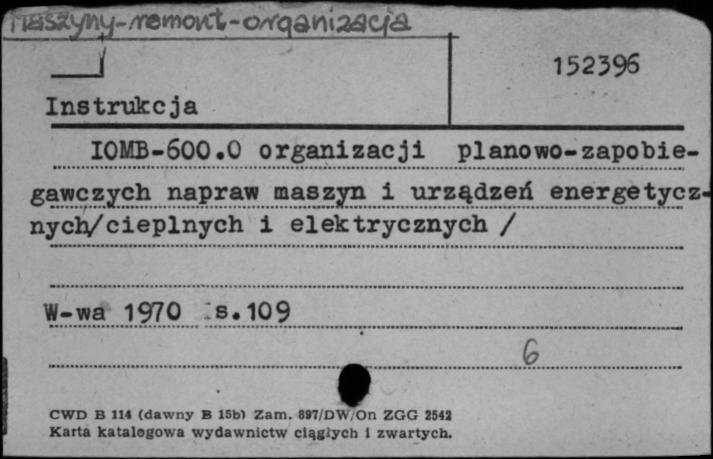 Maszyny-remont-organizacja
152396
Instrukcja
IOMB-600.0 organizacji planowo-zapobie-
gawczych napraw maszyn i urządzeń energetycz-
nych/cieplnych i elektrycznych /
W-wa 1970 s.109
6
CWD B 114 (dawny B 15b) Zam. 897/DW/On ZGG 2542
Karta katalogowa wydawnictw ciągłych i zwartych.